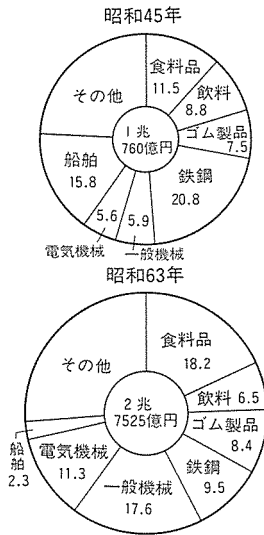 昭和45年
食料品
11.5
飲料
8.8
ゴム製品
7.5
鉄鋼
20.8
一般機械
5.9
電気機械
5.6
船舶
15.8
その他
1兆
760億円
昭和63年
食料品
18.2
飲料 6.5
ゴム製品
8.4
鉄鋼
9.5
一般機械
17.6
電気機械
11.3
船舶
2.3
その他
2兆
7525億円